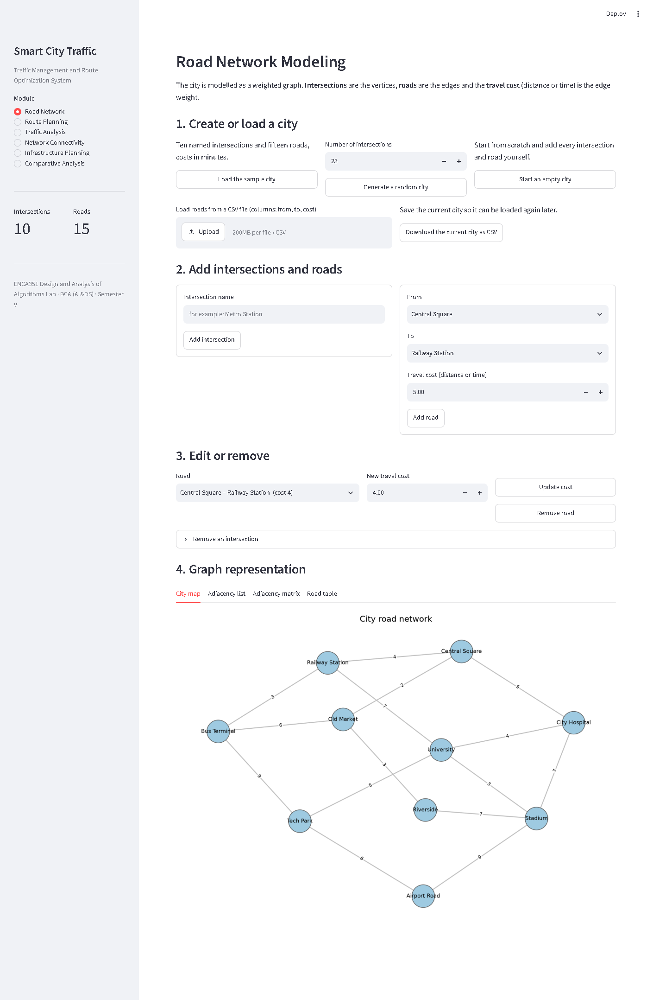 Deploy
Smart City Traffic
Traffic Management and Route
Optimization System
Module
Road Network
Route Planning
Traffic Analysis
Network Connectivity
Infrastructure Planning
Comparative Analysis
Intersections
Roads
10
15
ENCA351 Design and Analysis of
Algorithms Lab · BCA (AI&DS) · Semester
V
Road Network Modeling
The city is modelled as a weighted graph. Intersections are the vertices, roads are the edges and the travel cost (distance or time) is the edge
weight.
1. Create or load a city
Ten named intersections and fifteen roads,
costs in minutes.
Load the sample city
Number of intersections
25
Generate a random city
Start from scratch and add every intersection
and road yourself.
Start an empty city
Load roads from a CSV file (columns: from, to, cost)
Upload
200MB per file • CSV
Save the current city so it can be loaded again later.
Download the current city as CSV
2. Add intersections and roads
Intersection name
for example: Metro Station
Add intersection
From
Central Square
To
Railway Station
Travel cost (distance or time)
5.00
Add road
3. Edit or remove
Road
Central Square – Railway Station (cost 4)
New travel cost
4.00
Update cost
Remove road
Remove an intersection
4. Graph representation
City map
Adjacency list
Adjacency matrix
Road table
City road network
Central Square
4
Railway Station
2
5
3
7
Old Market
City Hospital
6
Bus Terminal
4
University
3
7
9
3
5
Riverside
7
Stadium
Tech Park
9
6
Airport Road